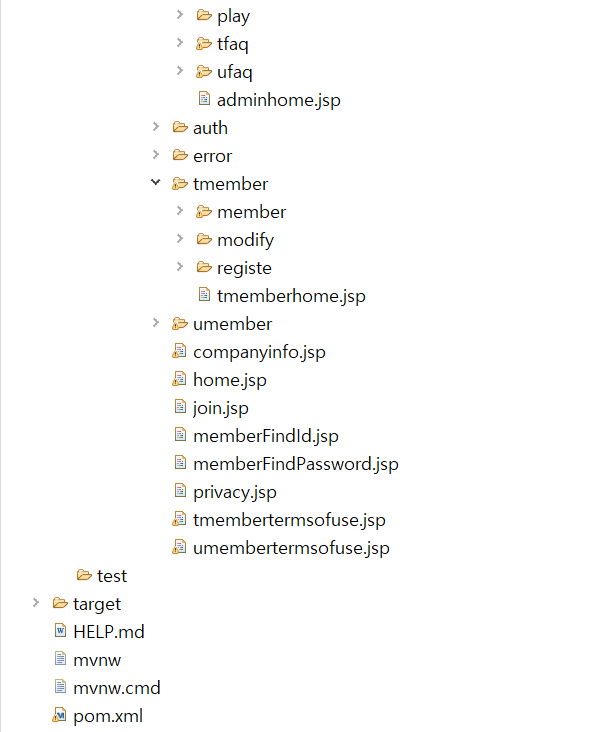 play
tfaq
ufaq
adminhome.jsp
auth
error
tmember
member
modify
registe
tmemberhome.jsp
umember
companyinfo.jsp
home.jsp
join.jsp
memberFindId.jsp
memberFindPassword.jsp
privacy.jsp
tmembertermsofuse.jsp
umembertermsofuse.jsp
test
target
HELP.md
mvnw
mvnw.cmd
pom.xml